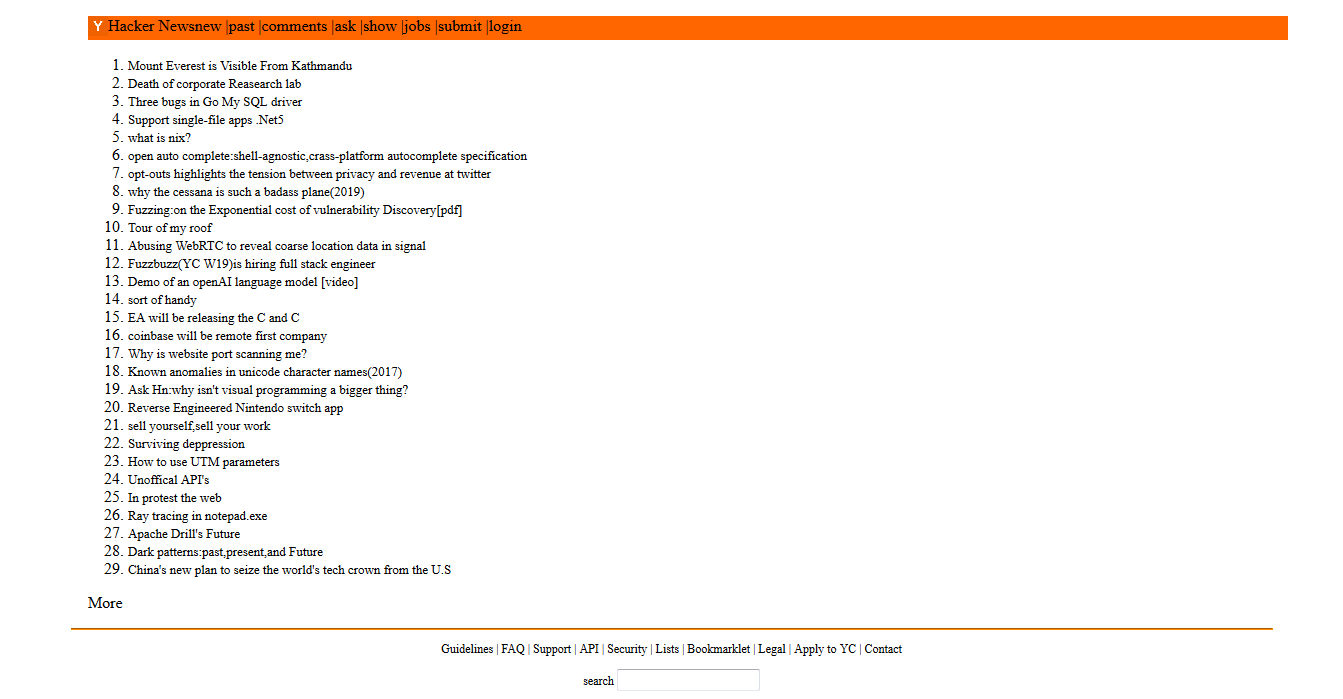 Y Hacker Newsnew |past |comments |ask |show |jobs |submit |login
1. Mount Everest is Visible From Kathmandu
2. Death of corporate Reasearch lab
3. Three bugs in Go My SQL driver
4. Support single-file apps .Net5
5. what is nix?
6. open auto complete:shell-agnostic,crass-platform autocomplete specification
7. opt-outs highlights the tension between privacy and revenue at twitter
8. why the cessana is such a badass plane(2019)
9. Fuzzing:on the Exponential cost of vulnerability Discovery[pdf]
10. Tour of my roof
11. Abusing WebRTC to reveal coarse location data in signal
12. Fuzzbuzz(YC W19)is hiring full stack engineer
13. Demo of an openAI language model [video]
14. sort of handy
15. EA will be releasing the C and C
16. coinbase will be remote first company
17. Why is website port scanning me?
18. Known anomalies in unicode character names(2017)
19. Ask Hn:why isn't visual programming a bigger thing?
20. Reverse Engineered Nintendo switch app
21. sell yourself,sell your work
22. Surviving deppression
23. How to use UTM parameters
24. Unoffical API's
25. In protest the web
26. Ray tracing in notepad.exe
27. Apache Drill's Future
28. Dark patterns:past,present,and Future
29. China's new plan to seize the world's tech crown from the U.S
More
Guidelines | FAQ | Support | API | Security | Lists | Bookmarklet | Legal | Apply to YC | Contact
search